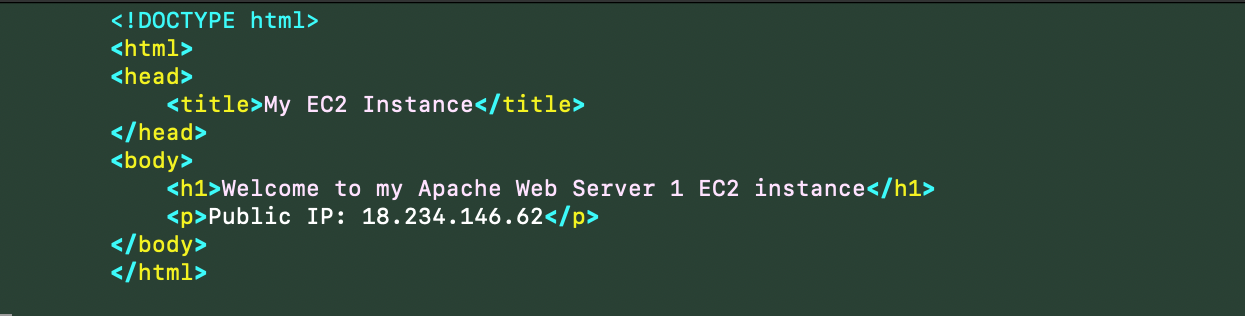 <!DOCTYPE html>
<html>
<head>
    <title>My EC2 Instance</title>
</head>
<body>
    <h1>Welcome to my Apache Web Server 1 EC2 instance</h1>
    <p>Public IP: 18.234.146.62</p>
</body>
</html>